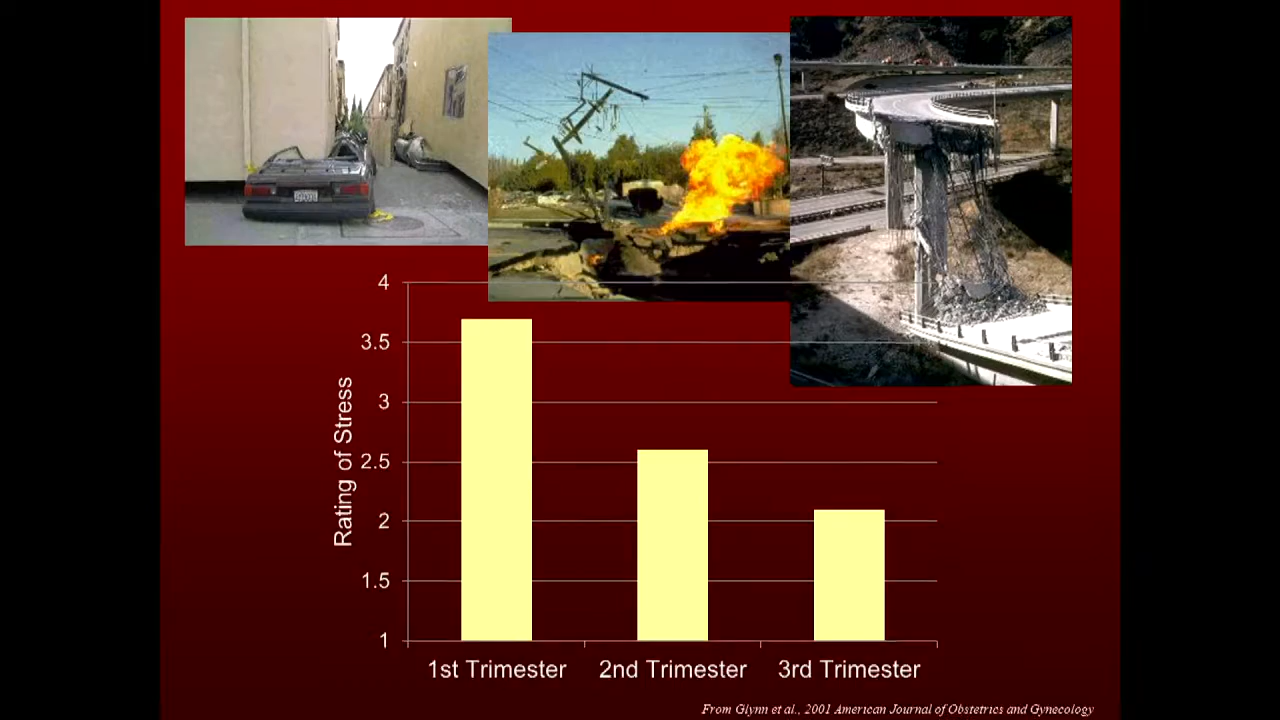 4
3.5
3
2.5
2
1.5
1
Rating of Stress
1st Trimester 2nd Trimester 3rd Trimester
From Glynn et al., 2001 American Journal of Obstetrics and Gynecology